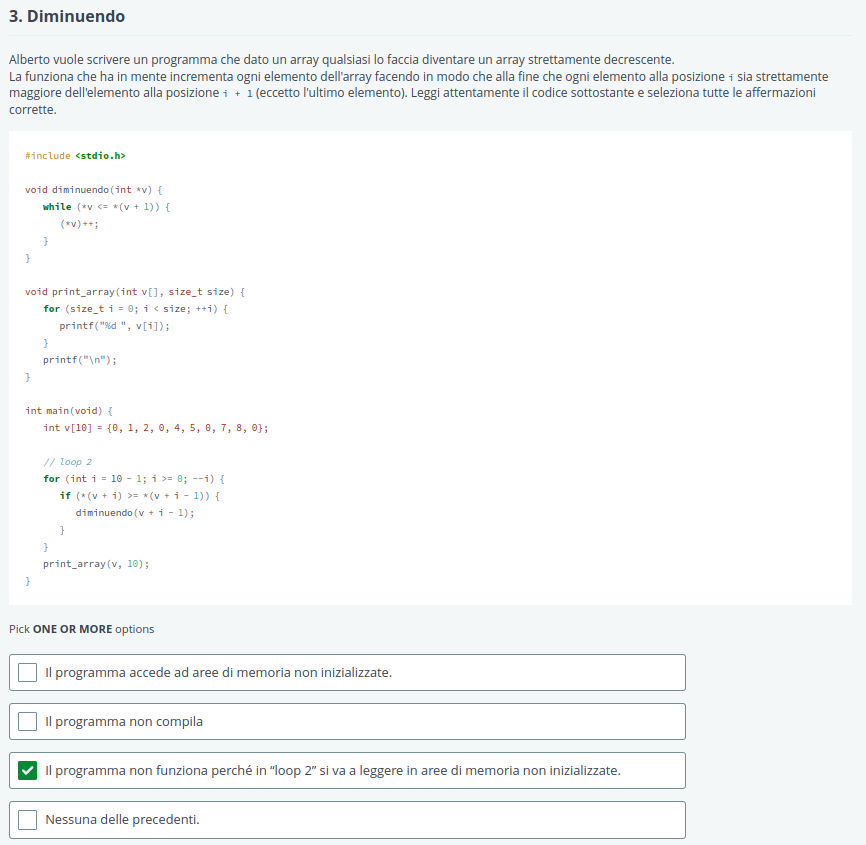 3. Diminuendo
Alberto vuole scrivere un programma che dato un array qualsiasi lo faccia diventare un array strettamente decrescente.
La funziona che ha in mente incrementa ogni elemento dell'array facendo in modo che alla fine che ogni elemento alla posizione i sia strettamente
maggiore dell'elemento alla posizione i + 1 (eccetto l'ultimo elemento). Leggi attentamente il codice sottostante e seleziona tutte le affermazioni
corrette.
#include <stdio.h>
void diminuendo(int *v) {
while (*v <= *(v + 1)) {
(*v)++;
}
}
void print_array(int v[], size_t size) {
for (size_t i = 0; i < size; ++i) {
printf("%d ", v[i]);
}
printf("\n");
}
int main(void) {
int v[10] = {0, 1, 2, 0, 4, 5, 0, 7, 8, 0};
// loop 2
for (int i = 10 - 1; i >= 0; --i) {
if (*(v + i) >= *(v + i - 1)) {
diminuendo(v + i - 1);
}
}
print_array(v, 10);
}
Pick ONE OR MORE options
Il programma accede ad aree di memoria non inizializzate.
Il programma non compila
Il programma non funziona perché in “loop 2” si va a leggere in aree di memoria non inizializzate.
Nessuna delle precedenti.